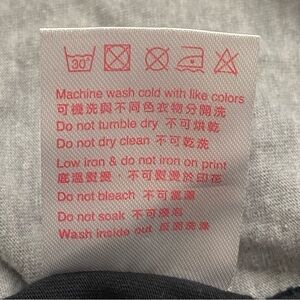 30°
Machine wash cold with like colors
可機洗與不同色衣物分開洗
Do not tumble dry 不可烘乾
Do not dry clean 不可乾洗
Low iron & do not iron on print
底溫熨燙，不可熨燙於印花
Do not bleach 不可氯漂
Do not soak 不可浸泡
Wash inside out 反面洗滌